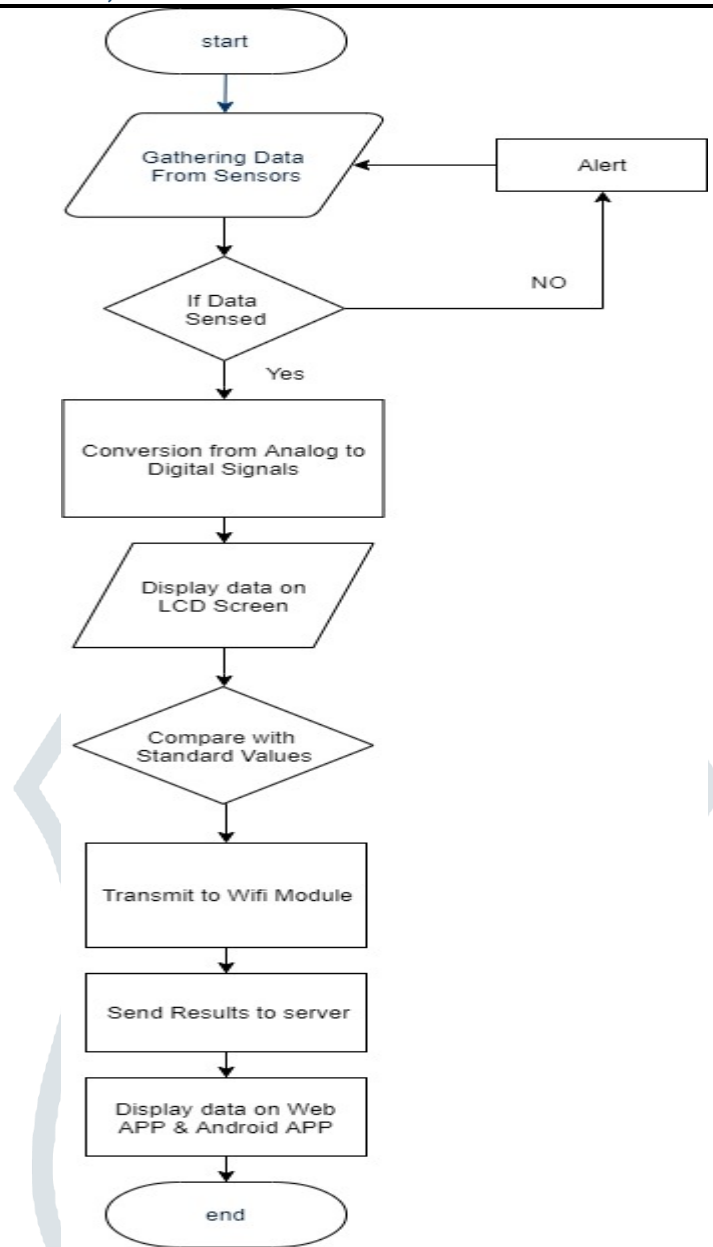 start
Gathering Data
From Sensors
Alert
If Data
Sensed
NO
Yes
Conversion from Analog to
Digital Signals
Display data on
LCD Screen
Compare with
Standard Values
Transmit to Wifi Module
Send Results to server
Display data on Web
APP & Android APP
end